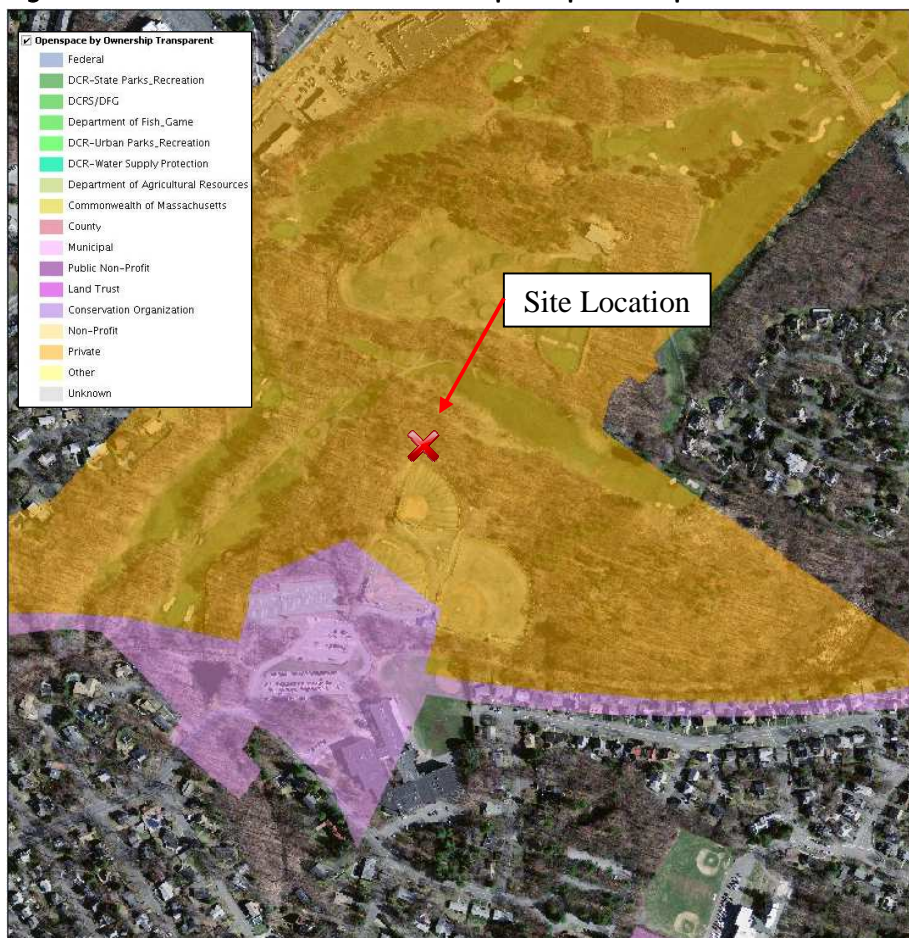 Openspace by Ownership Transparent
Federal
DCR-State Parks_Recreation
DCRS/DFG
Department of Fish_Game
DCR-Urban Parks_Recreation
DCR-Water Supply Protection
Department of Agricultural Resources
Commonwealth of Massachusetts
County
Municipal
Public Non-Profit
Land Trust
Conservation Organization
Non-Profit
Private
Other
Unknown
Site Location